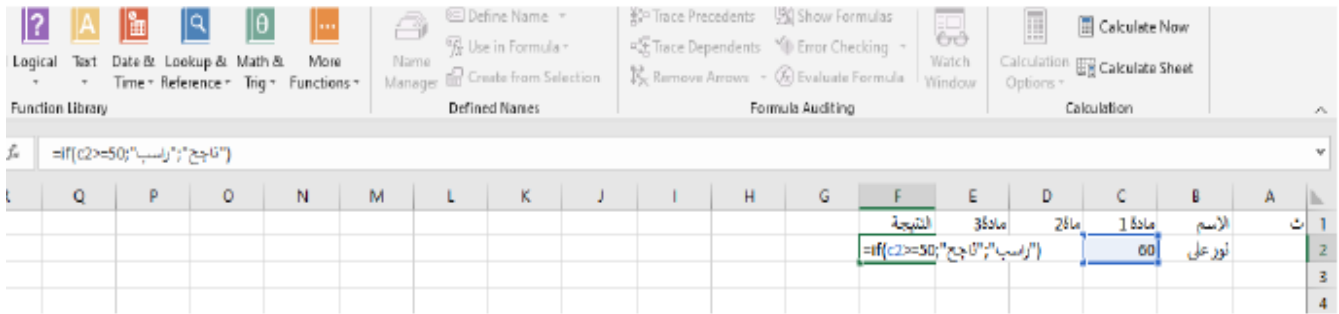 Define Name
Trace Precedents
Show Formulas
Calculate Now
Logical
Text
Date & Time
Lookup & Reference
Math & Trig
More Functions
Name Manager
Use in Formula
Trace Dependents
Error Checking
Watch Window
Calculation Options
Calculate Sheet
Create from Selection
Remove Arrows
Evaluate Formula
Function Library
Defined Names
Formula Auditing
Calculation
fx =if(c2>=50;"ناجح";"راسب")
Q P O N M L K J I H G F E D C B A
1 ت الاسم مادة 1 ماة2 مادة3 النتيجة
2 نور على 60 =if(c2>=50;"ناجح";"راسب")
3
4